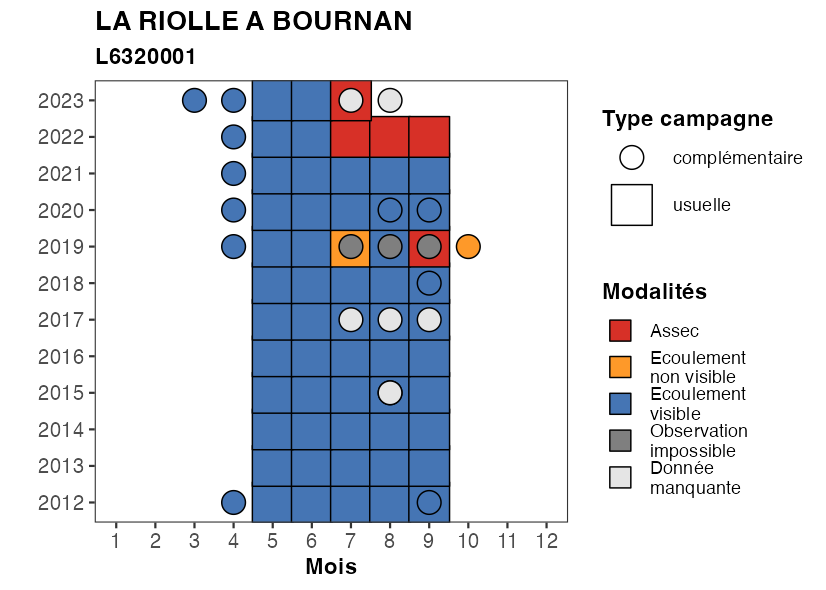 LA RIOLLE A BOURNAN
L6320001
2023
2022
2021
2020
2019
2018
2017
2016
2015
2014
2013
2012
1 2 3 4 5 6 7 8 9 10 11 12
Mois
Type campagne
complémentaire
usuelle
Modalités
Assec
Ecoulement
non visible
Ecoulement
visible
Observation
impossible
Donnée
manquante